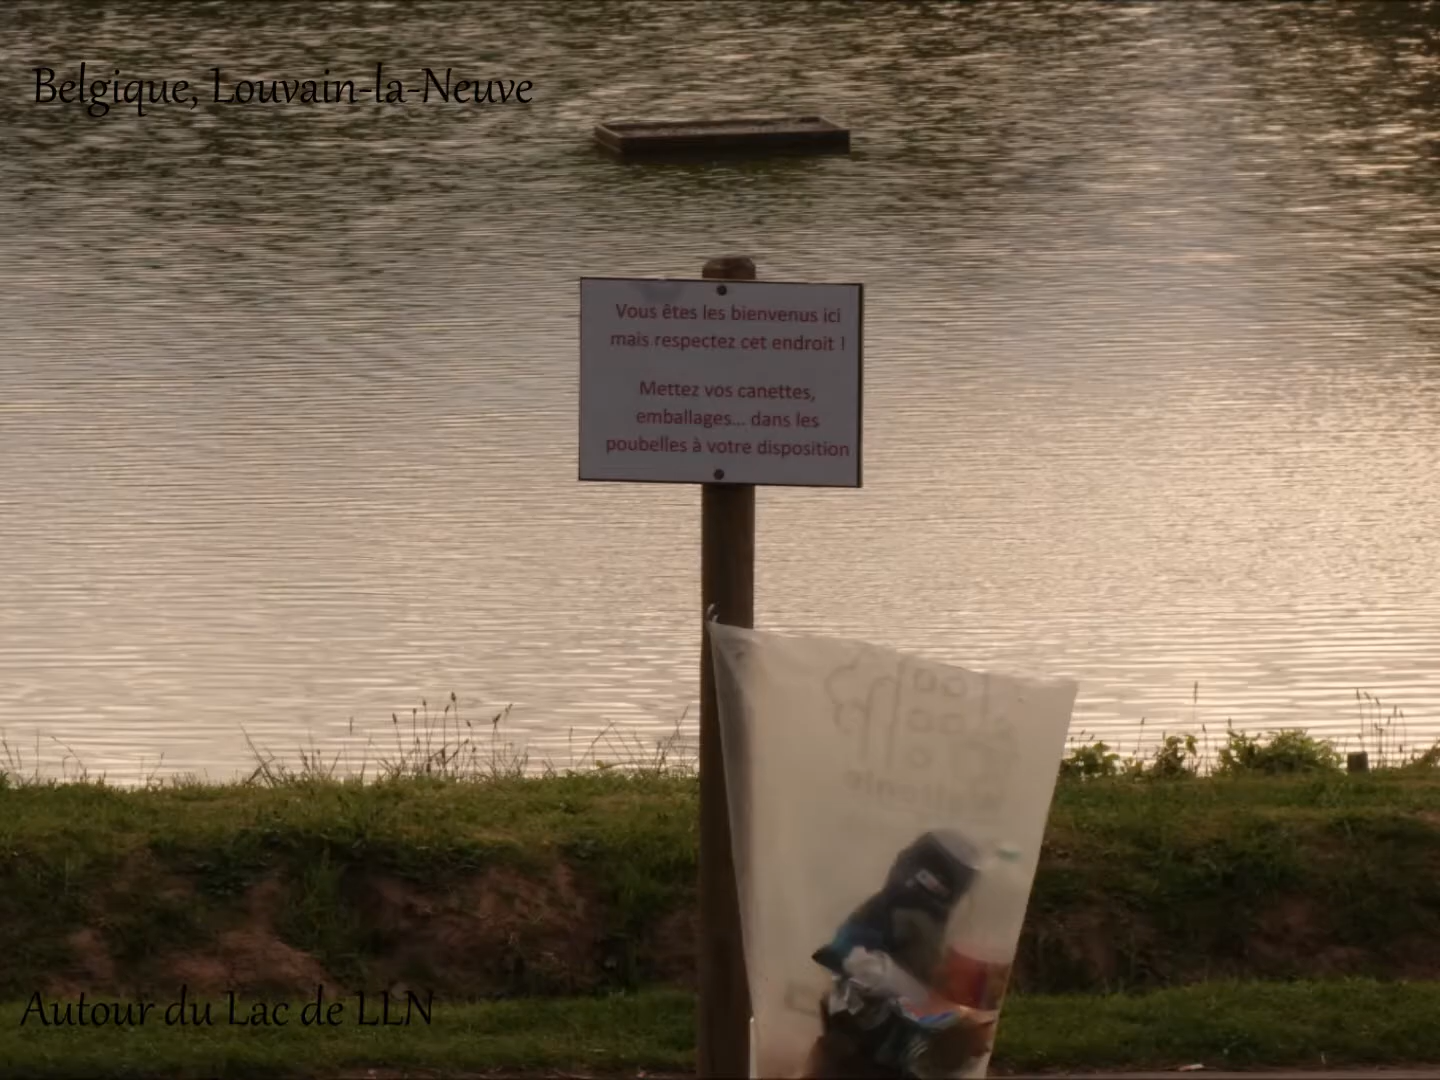 Belgique, Louvain-la-Neuve
Vous êtes les bienvenus ici
mais respectez cet endroit !
Mettez vos canettes,
emballages... dans les
poubelles à votre disposition
Autour du Lac de LLN